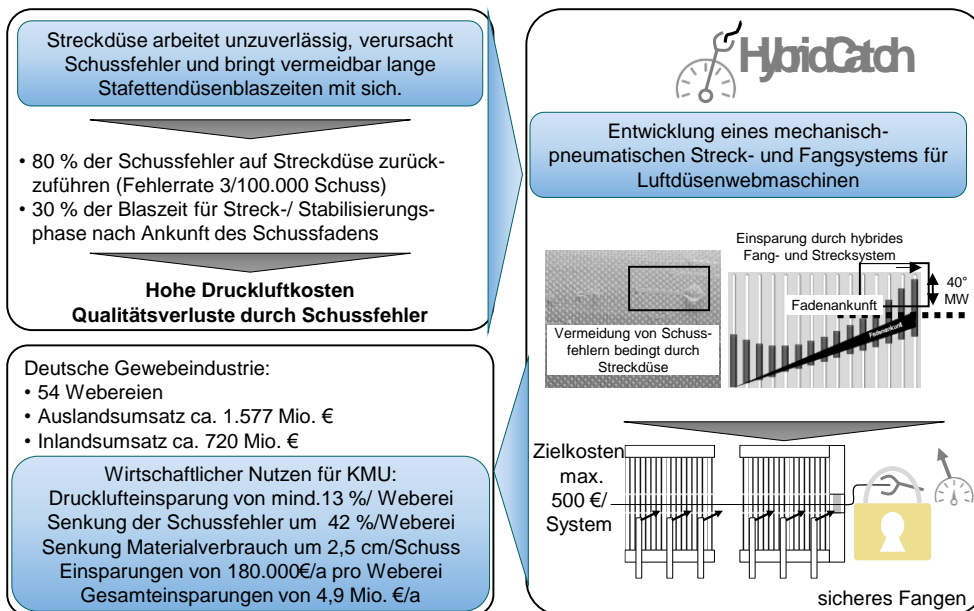 Streckdüse arbeitet unzuverlässig, verursacht
Schussfehler und bringt vermeidbar lange
Stafettendüsenblaszeiten mit sich.
• 80 % der Schussfehler auf Streckdüse zurück-
zuführen (Fehlerrate 3/100.000 Schuss)
• 30 % der Blaszeit für Streck-/ Stabilisierungs-
phase nach Ankunft des Schussfadens
Hohe Druckluftkosten
Qualitätsverluste durch Schussfehler
Deutsche Gewebeindustrie:
• 54 Webereien
• Auslandsumsatz ca. 1.577 Mio. €
• Inlandsumsatz ca. 720 Mio. €
Wirtschaftlicher Nutzen für KMU:
Drucklufteinsparung von mind.13 %/ Weberei
Senkung der Schussfehler um 42 %/Weberei
Senkung Materialverbrauch um 2,5 cm/Schuss
Einsparungen von 180.000€/a pro Weberei
Gesamteinsparungen von 4,9 Mio. €/a
HybridCatch
Entwicklung eines mechanisch-
pneumatischen Streck- und Fangsystems für
Luftdüsenwebmaschinen
Vermeidung von Schuss-
fehlern bedingt durch
Streckdüse
Einsparung durch hybrides
Fang- und Strecksystem
Fadenankunft
40°
MW
Fadenankunft
Zielkosten
max.
500 €/
System
sicheres Fangen